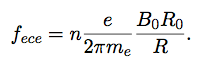 f_{ece} = n \frac{e}{2\pi m_e} \frac{B_0 R_0}{R}.